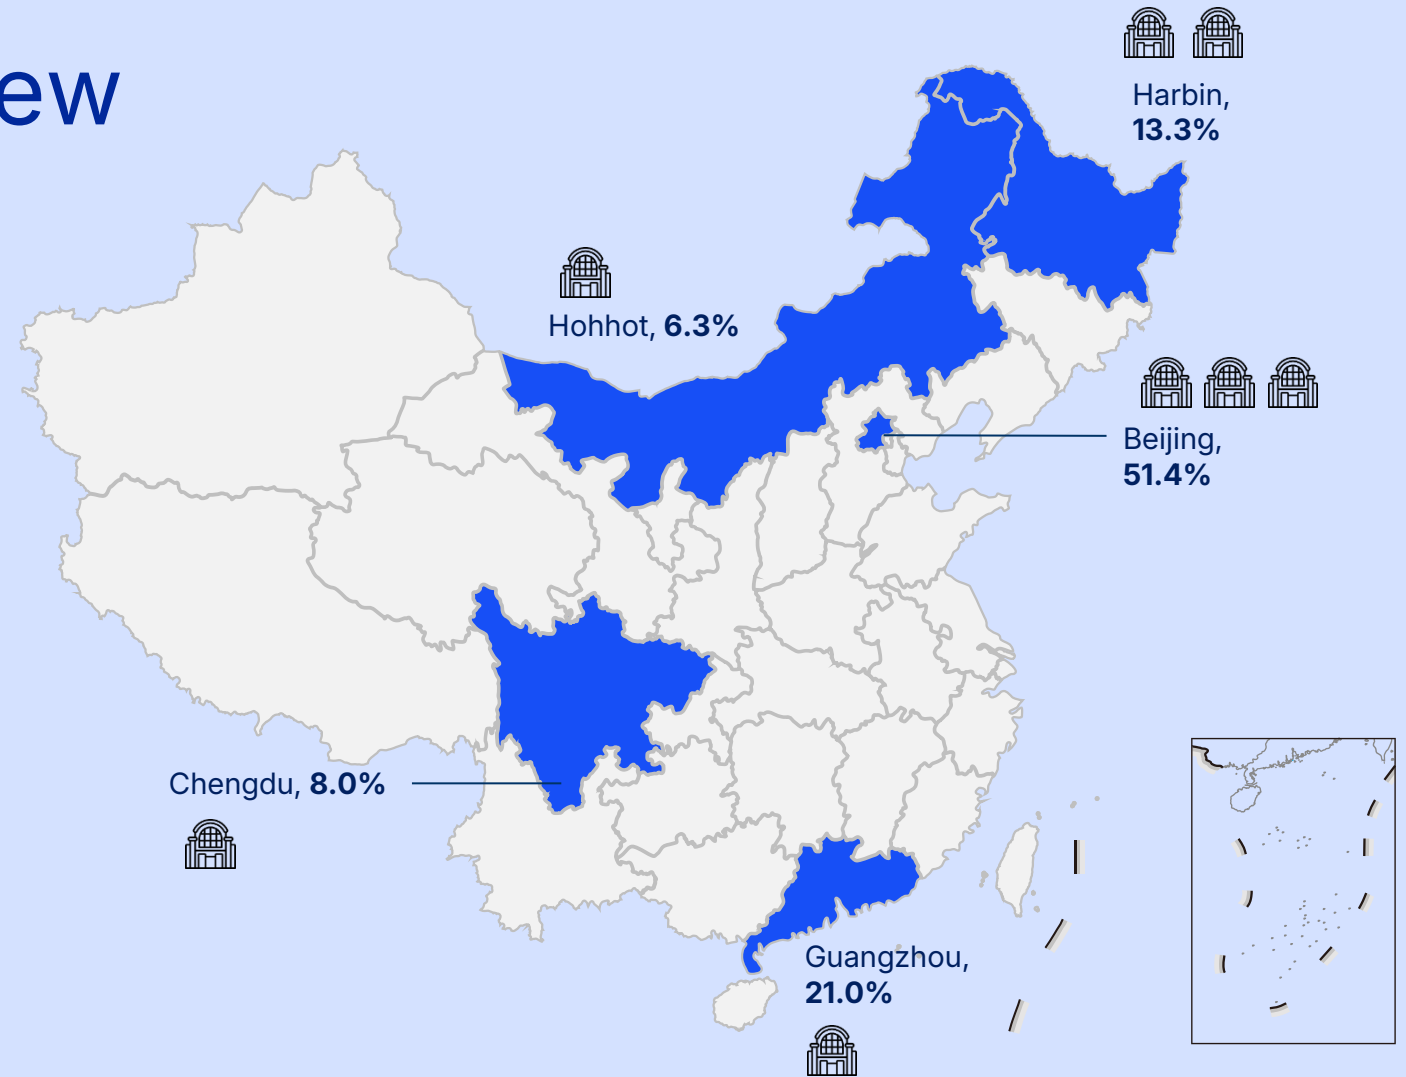 ew
Harbin,
13.3%
Hohhot, 6.3%
Beijing,
51.4%
Chengdu, 8.0%
Guangzhou,
21.0%